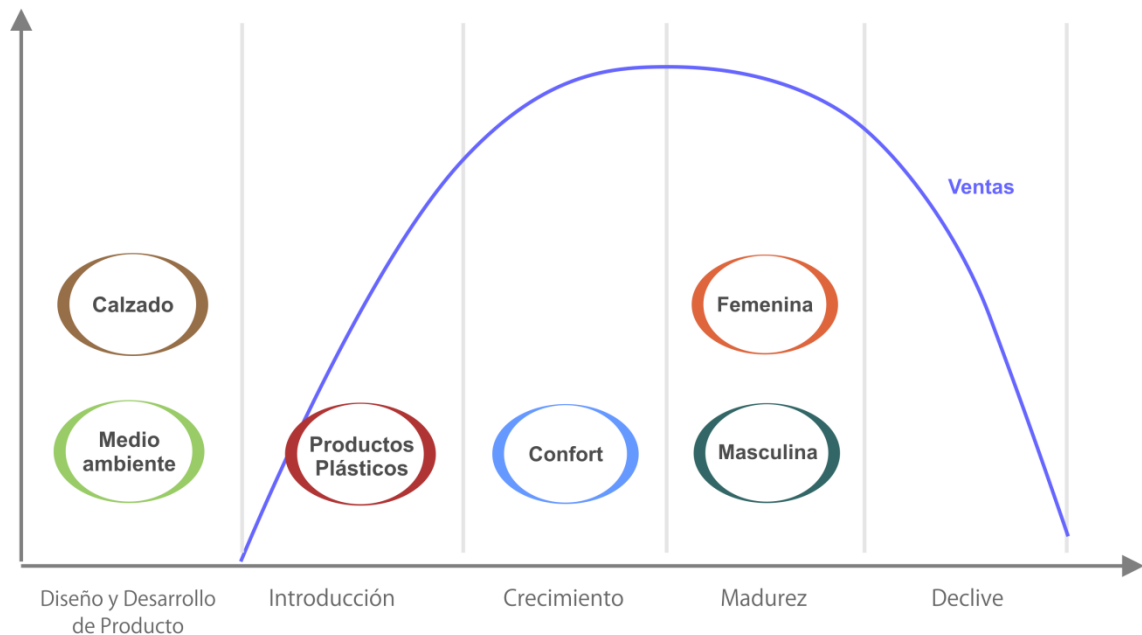 Ventas
Calzado
Femenina
Medio
ambiente
Productos
Plásticos
Confort
Masculina
Diseño y Desarrollo
de Producto
Introducción
Crecimiento
Madurez
Declive